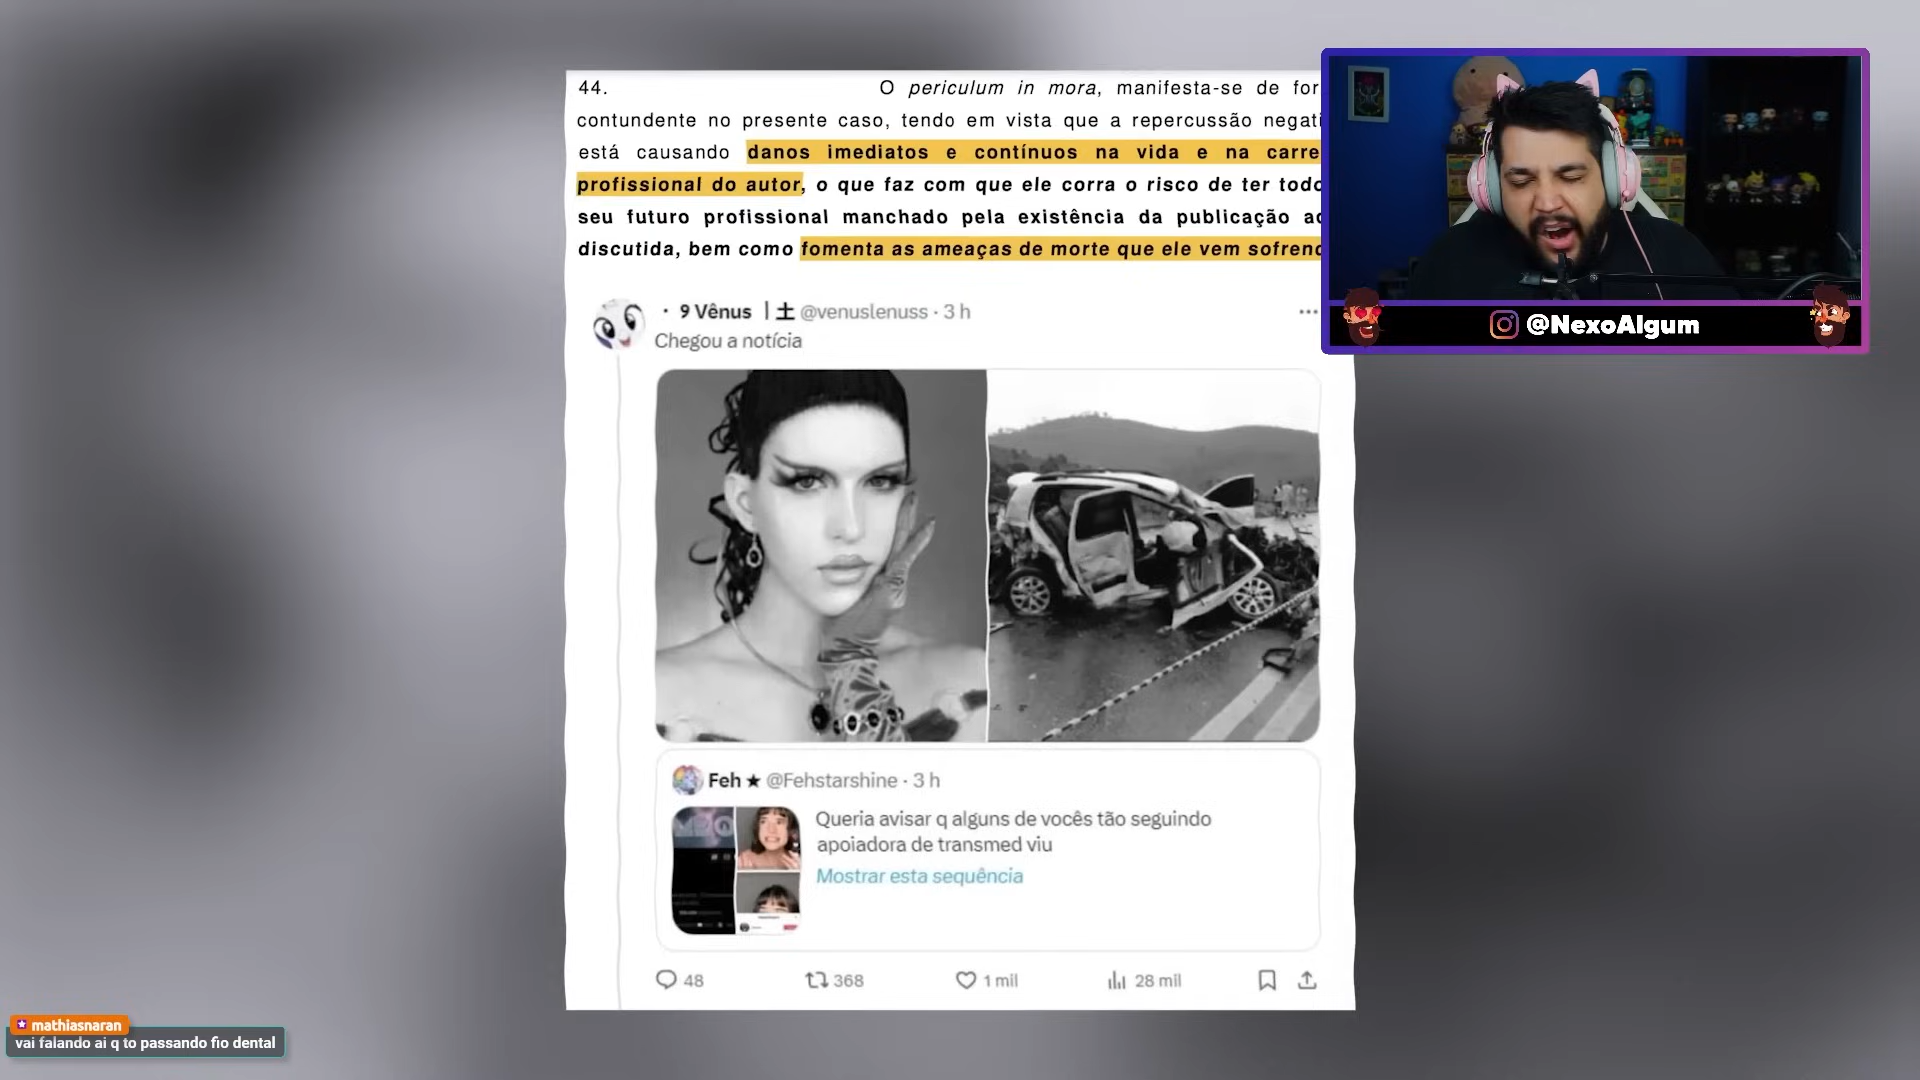 44. O periculum in mora, manifesta-se de for
contundente no presente caso, tendo em vista que a repercussão negati
está causando danos imediatos e contínuos na vida e na carre
profissional do autor, o que faz com que ele corra o risco de ter todo
seu futuro profissional manchado pela existência da publicação
discutida, bem como fomenta as ameaças de morte que ele vem sofrend
@NexoAlgum
· 9 Vênus |土 @venuslenuss · 3 h
Chegou a notícia
Feh ★ @Fehstarshine · 3 h
Queria avisar q alguns de vocês tão seguindo
apoiadora de transmed viu
Mostrar esta sequência
48 368 1 mil 28 mil
mathiasnaran
vai falando ai q to passando fio dental